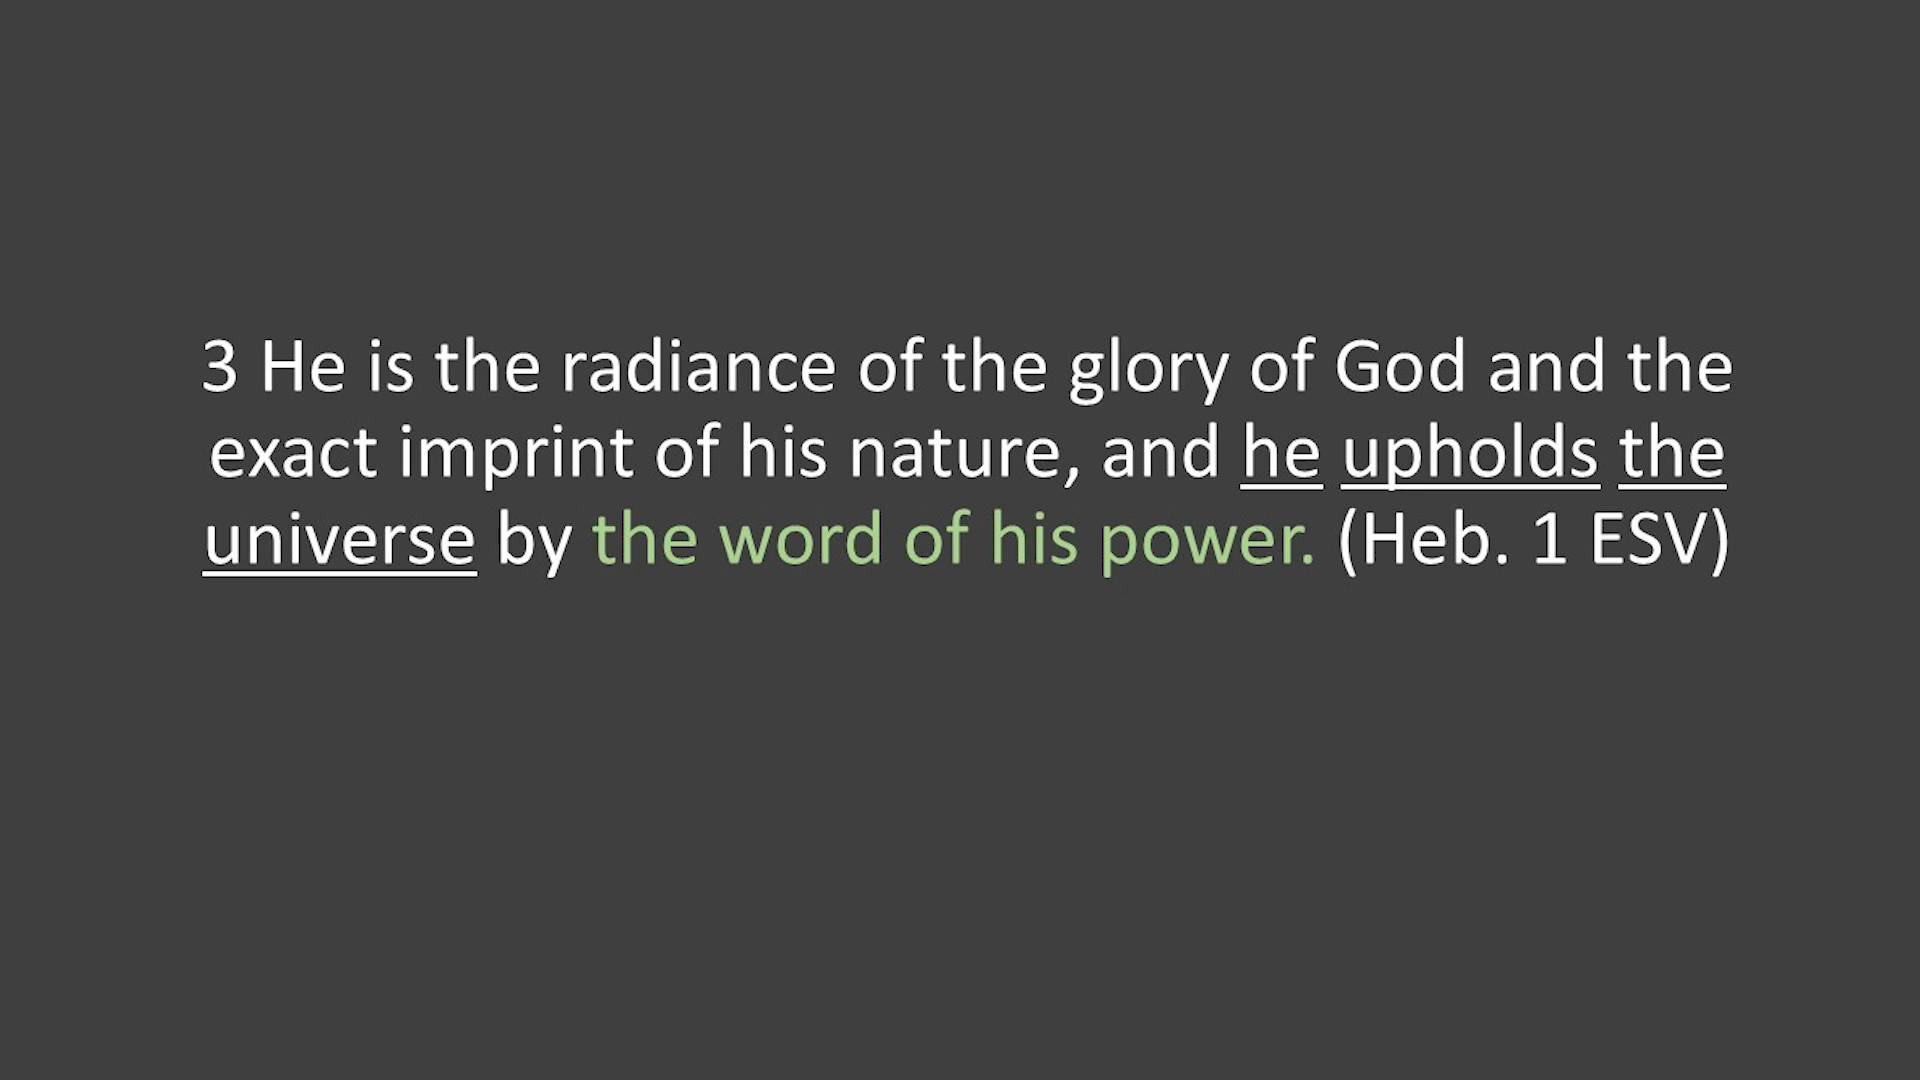 3 He is the radiance of the glory of God and the
exact imprint of his nature, and he upholds the
universe by the word of his power. (Heb. 1 ESV)